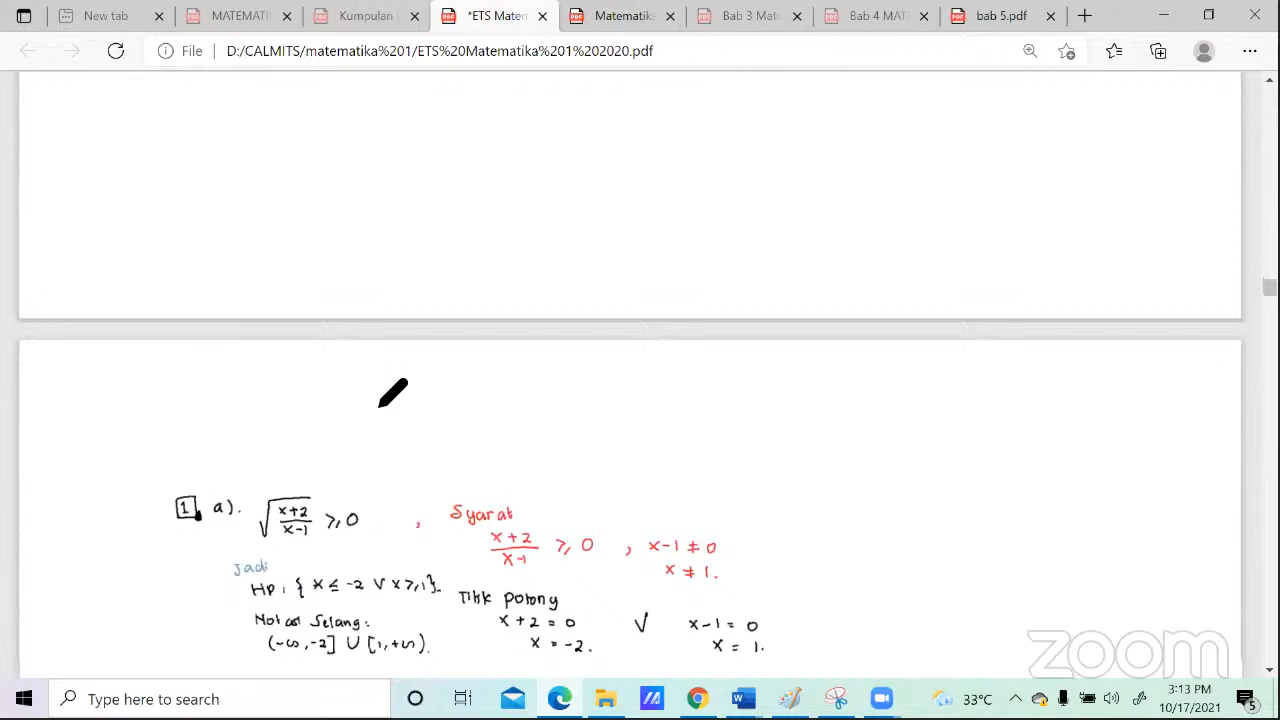 New tab
MATEMATI
Kumpulan
*ETS Matem
Matematika
Bab 3 Mat
Bab 4 MAT
bab 5.pdf
File
D:/CALMITS/matematika%201/ETS%20Matematika%201%202020.pdf
1 a). √(x+2/x-1) ≥ 0 , Syarat
x+2/x-1 ≥ 0 , x-1 ≠ 0
x ≠ 1.
Jadi
HP : { x ≤ -2 V x ≥ 1 }.
Titik potong
Notasi Selang:
x + 2 = 0 V x-1 = 0
(-∞, -2] ∪ [1, +∞).
x = -2. x = 1.
zoom
Type here to search
33°C
3:13 PM
10/17/2021
5